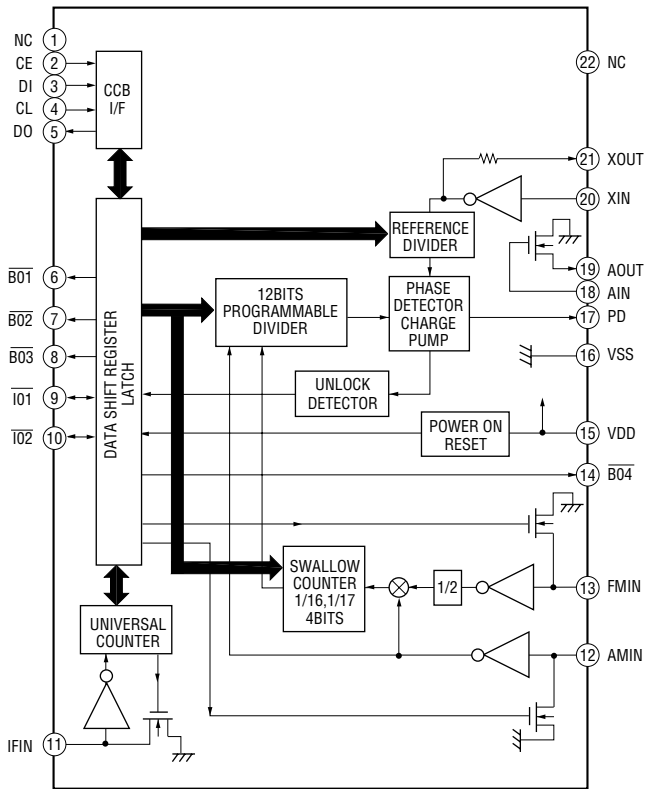 NC 1
CE 2
DI 3
CL 4
DO 5
CCB
I/F
22 NC
21 XOUT
20 XIN
REFERENCE
DIVIDER
19 AOUT
18 AIN
17 PD
16 VSS
B01 6
B02 7
B03 8
I01 9
I02 10
DATA SHIFT REGISTER
LATCH
12BITS
PROGRAMMABLE
DIVIDER
PHASE
DETECTOR
CHARGE
PUMP
UNLOCK
DETECTOR
POWER ON
RESET
15 VDD
14 B04
SWALLOW
COUNTER
1/16,1/17
4BITS
1/2
13 FMIN
12 AMIN
UNIVERSAL
COUNTER
IFIN 11